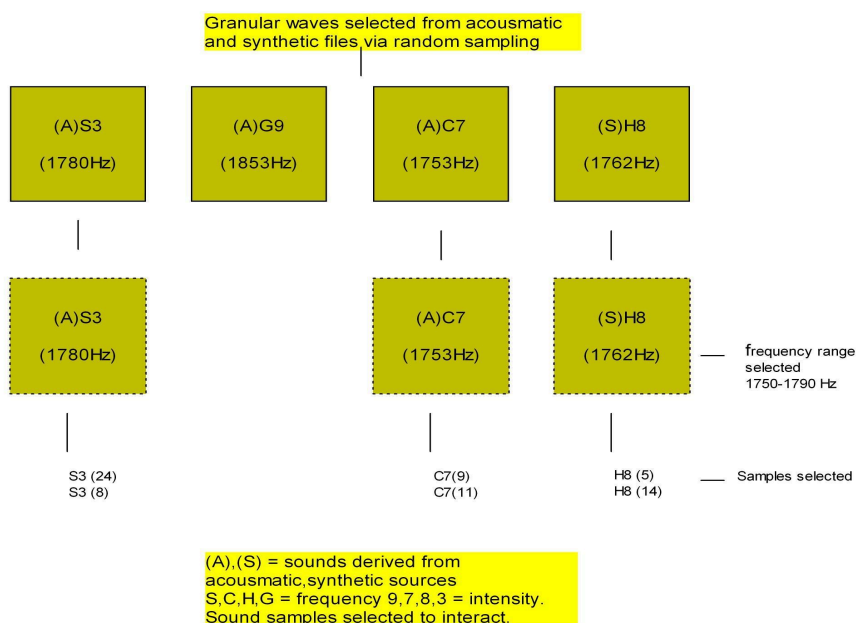 Granular waves selected from acousmatic
and synthetic files via random sampling
(A)S3
(1780Hz)
(A)G9
(1853Hz)
(A)C7
(1753Hz)
(S)H8
(1762Hz)
(A)S3
(1780Hz)
(A)C7
(1753Hz)
(S)H8
(1762Hz)
frequency range
selected
1750-1790 Hz
S3 (24)
S3 (8)
C7(9)
C7(11)
H8 (5)
H8 (14)
Samples selected
(A),(S) = sounds derived from
acousmatic,synthetic sources
S,C,H,G = frequency 9,7,8,3 = intensity.
Sound samples selected to interact.